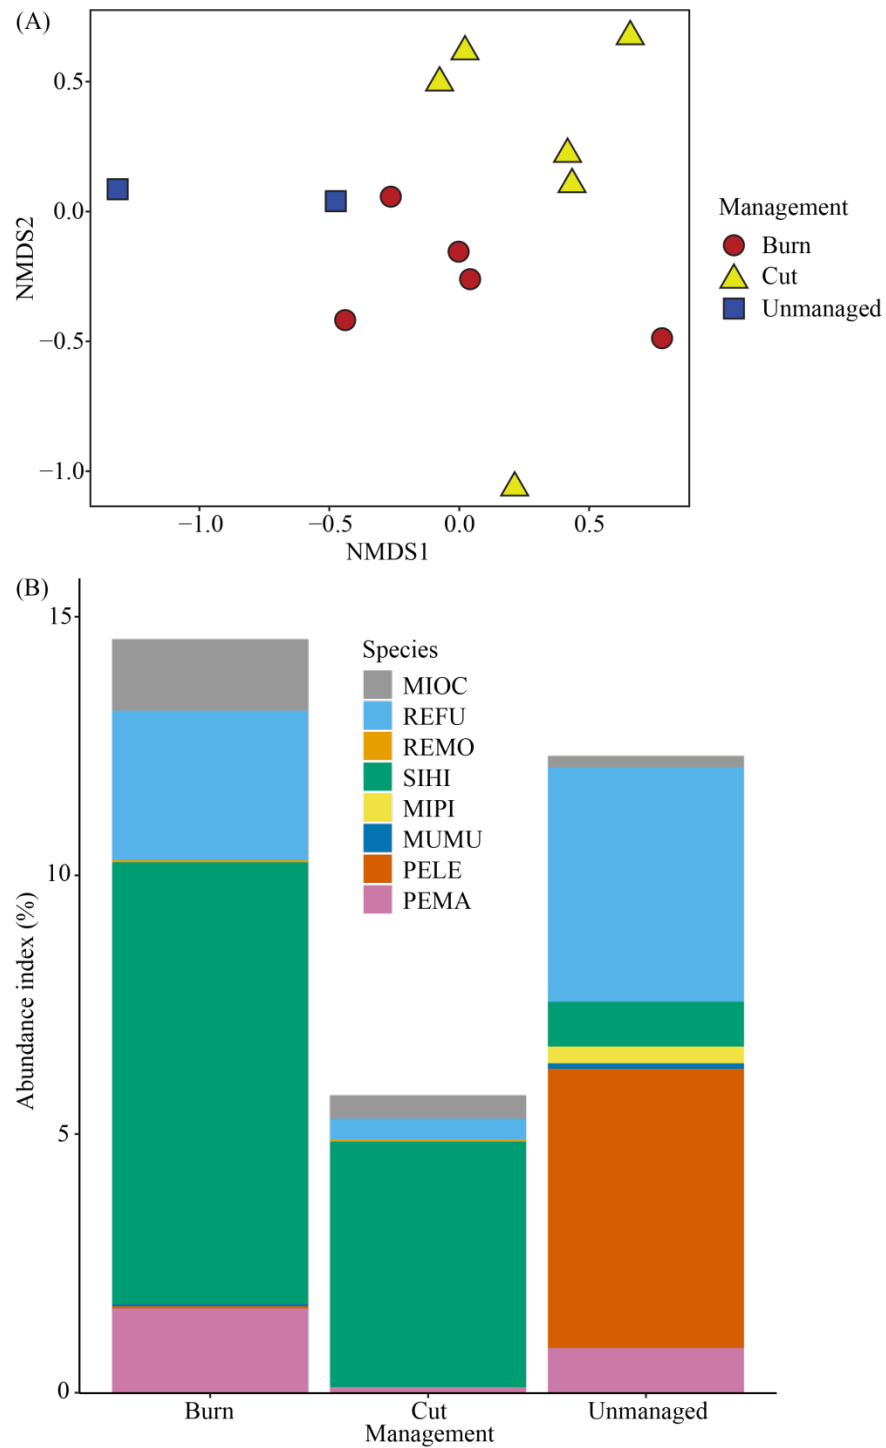 (A)
0.5
0.0
−0.5
−1.0
NMDS2
−1.0
−0.5
0.0
0.5
NMDS1
Management
Burn
Cut
Unmanaged
(B)
15
10
5
0
Abundance index (%)
Species
MIOC
REFU
REMO
SIHI
MIPI
MUMU
PELE
PEMA
Burn
Cut
Unmanaged
Management